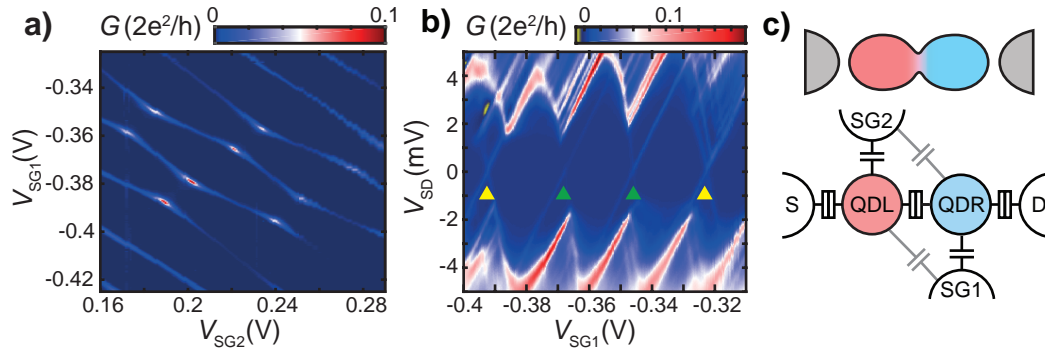 a)
G (2e²/h)
0
0.1
V_SG1(V)
-0.34
-0.36
-0.38
-0.4
-0.42
0.16
0.2
0.24
0.28
V_SG2(V)
b)
G (2e²/h)
0
0.1
V_SD(mV)
4
2
0
-2
-4
-0.4
-0.38
-0.36
-0.34
-0.32
V_SG1(V)
c)
SG2
S
QDL
QDR
D
SG1